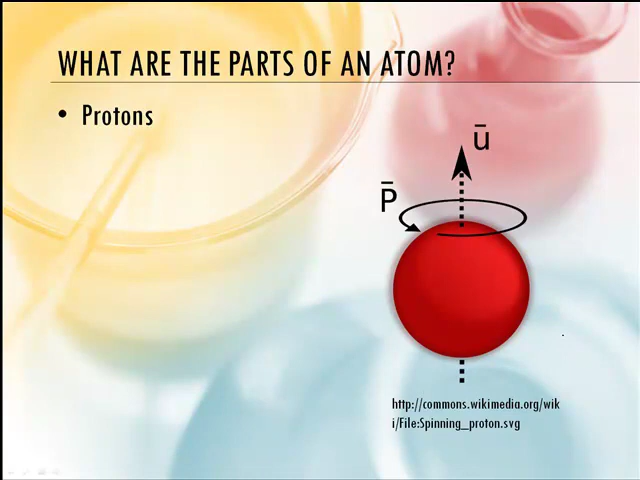 WHAT ARE THE PARTS OF AN ATOM?
• Protons
ū
P̄
http://commons.wikimedia.org/wik
i/File:Spinning_proton.svg